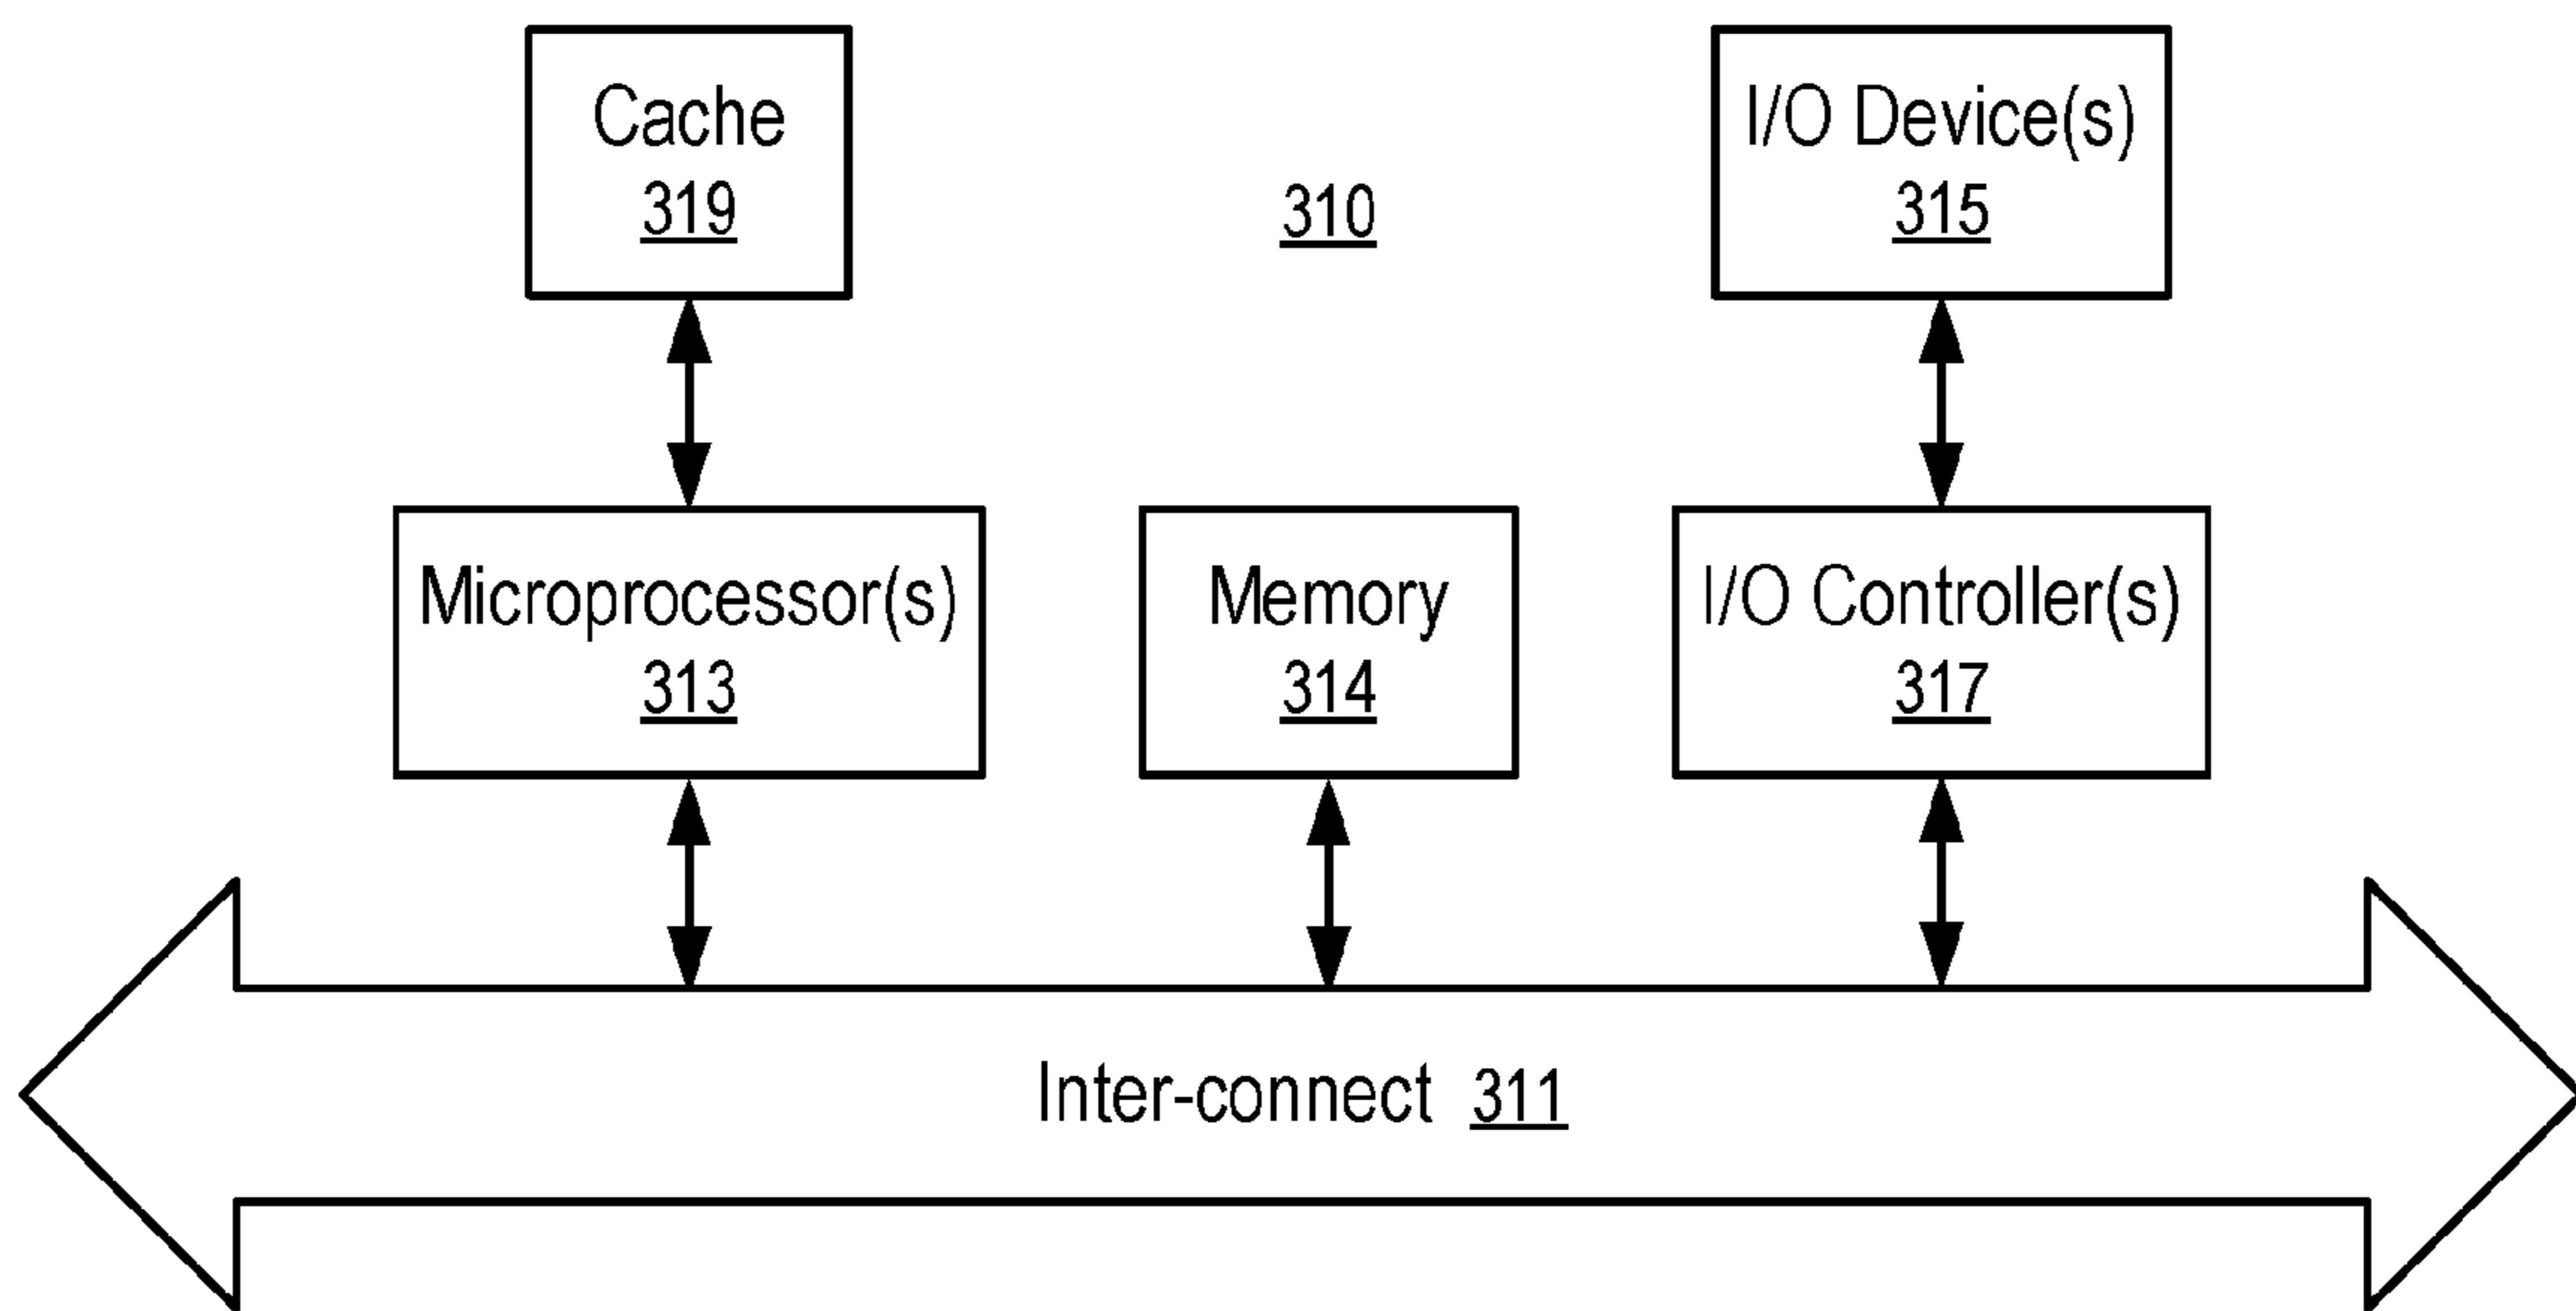 Cache
319
310
I/O Device(s)
315
Microprocessor(s)
313
Memory
314
I/O Controller(s)
317
Inter-connect 311